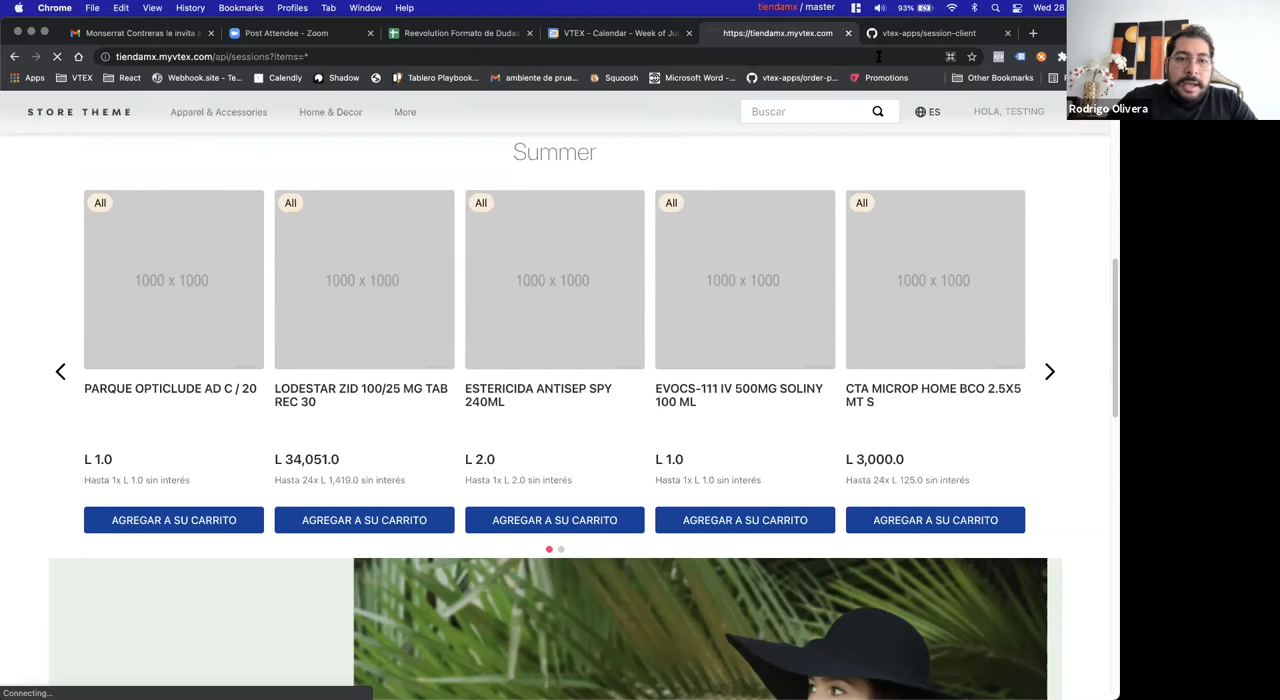 Chrome File Edit View History Bookmarks Profiles Tab Window Help tiendamx / master 93% Wed 28
Monserrat Contreras le invita a Post Attendee - Zoom Reevolution Formato de Dudas VTEX - Calendar - Week of Ju https://tiendamx.myvtex.com vtex-apps/session-client
tiendamx.myvtex.com/api/sessions?items=*
Apps VTEX React Webhook.site - Te... Calendly Shadow Tablero Playbook... ambiente de prue... Squoosh Microsoft Word -... vtex-apps/order-p... Promotions Other Bookmarks
Rodrigo Olivera
STORE THEME Apparel & Accessories Home & Decor More Buscar ES HOLA, TESTING
Summer
All All All All All
1000 x 1000 1000 x 1000 1000 x 1000 1000 x 1000 1000 x 1000
PARQUE OPTICLUDE AD C / 20 LODESTAR ZID 100/25 MG TAB ESTERICIDA ANTISEP SPY EVOCS-111 IV 500MG SOLINY CTA MICROP HOME BCO 2.5X5
REC 30 240ML 100 ML MT S
L 1.0 L 34,051.0 L 2.0 L 1.0 L 3,000.0
Hasta 1x L 1.0 sin interés Hasta 24x L 1,419.0 sin interés Hasta 1x L 2.0 sin interés Hasta 1x L 1.0 sin interés Hasta 24x L 125.0 sin interés
AGREGAR A SU CARRITO AGREGAR A SU CARRITO AGREGAR A SU CARRITO AGREGAR A SU CARRITO AGREGAR A SU CARRITO
Connecting...